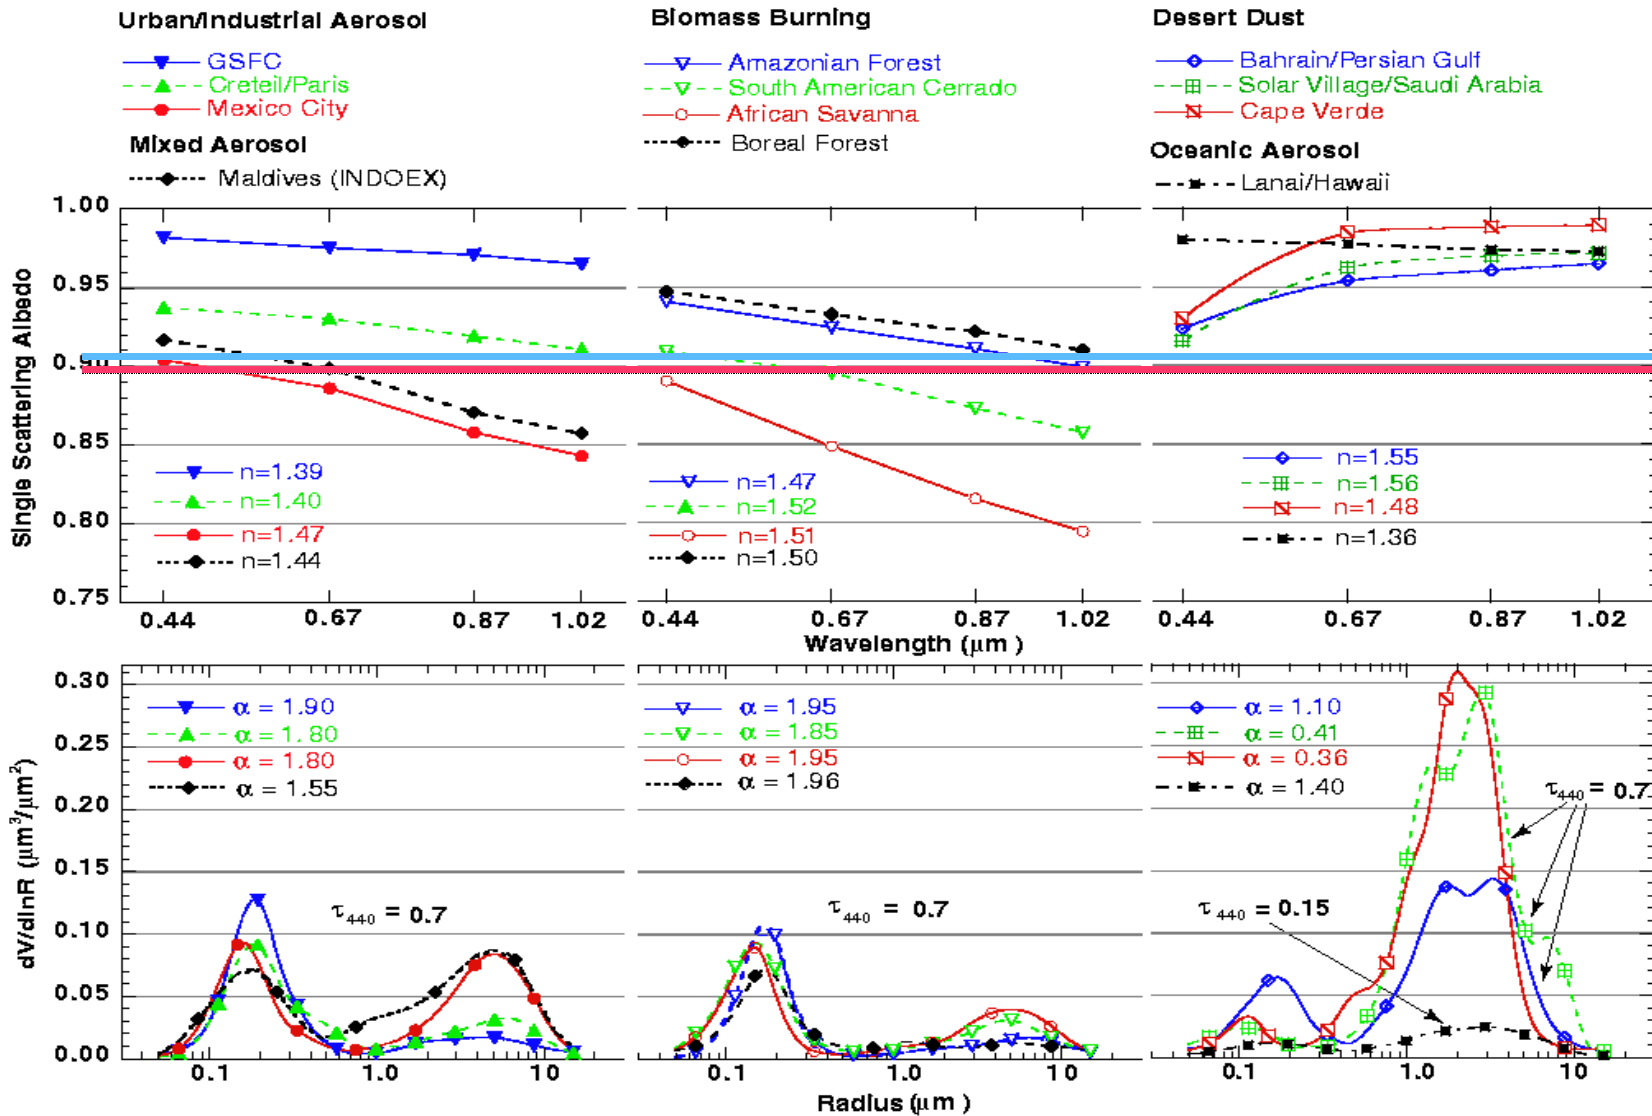 Urban/Industrial Aerosol
GSFC
Creteil/Paris
Mexico City
Mixed Aerosol
Maldives (INDOEX)
Biomass Burning
Amazonian Forest
South American Cerrado
African Savanna
Boreal Forest
Desert Dust
Bahrain/Persian Gulf
Solar Village/Saudi Arabia
Cape Verde
Oceanic Aerosol
Lanai/Hawaii
Single Scattering Albedo
1.00
0.95
0.90
0.85
0.80
0.75
n=1.39
n=1.40
n=1.47
n=1.44
n=1.47
n=1.52
n=1.51
n=1.50
n=1.55
n=1.56
n=1.48
n=1.36
0.44 0.67 0.87 1.02
0.44 0.67 0.87 1.02
0.44 0.67 0.87 1.02
Wavelength (μm )
dV/dlnR (μm³/μm²)
0.30
0.25
0.20
0.15
0.10
0.05
0.00
α = 1.90
α = 1.80
α = 1.80
α = 1.55
τ440 = 0.7
α = 1.95
α = 1.85
α = 1.95
α = 1.96
τ440 = 0.7
α = 1.10
α = 0.41
α = 0.36
α = 1.40
τ440 = 0.7
τ440 = 0.15
0.1 1.0 10
0.1 1.0 10
0.1 1.0 10
Radius (μm )